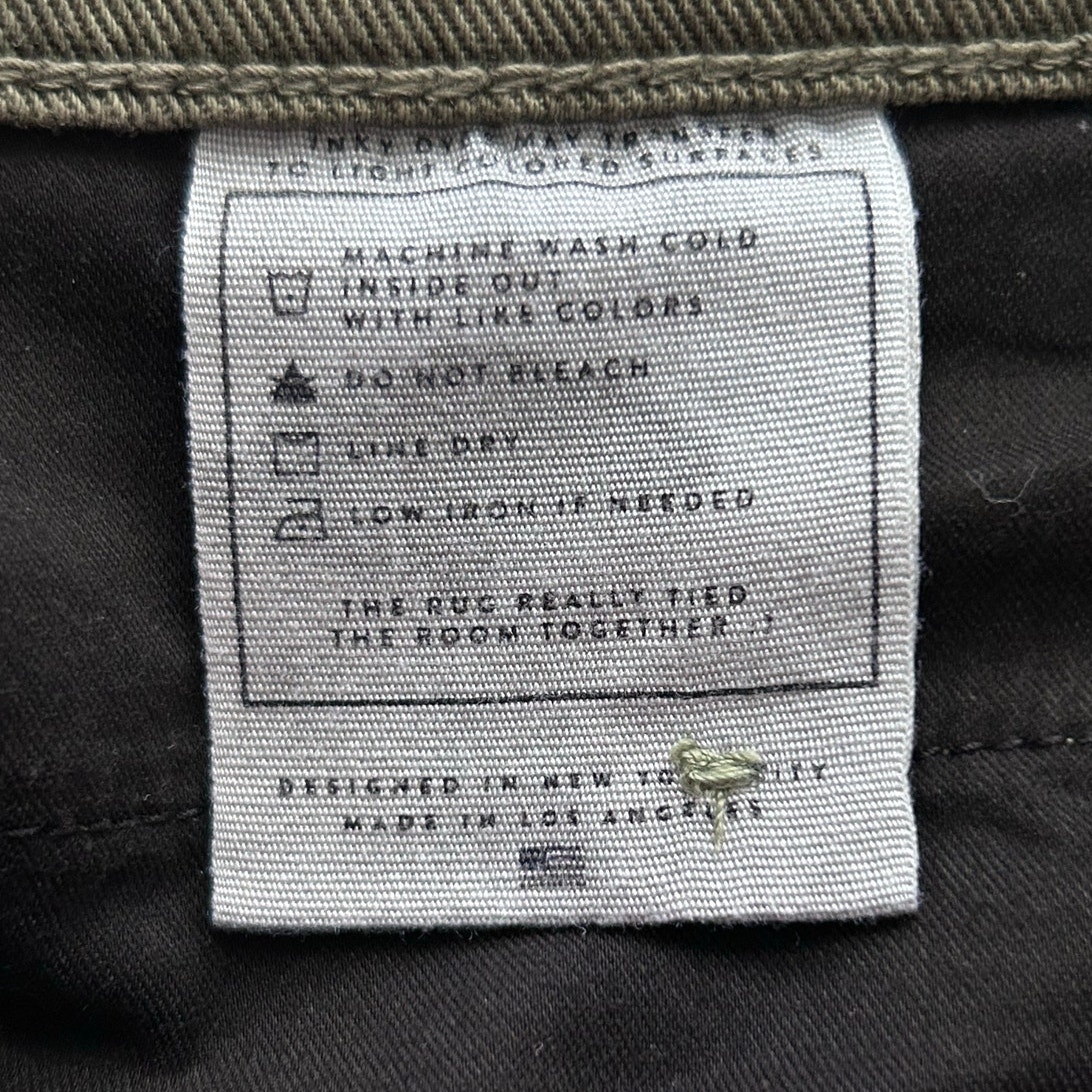 INKY DYES MAY TRANSFER
TO LIGHT COLORED SURFACES
MACHINE WASH COLD
INSIDE OUT
WITH LIKE COLORS
DO NOT BLEACH
LINE DRY
LOW IRON IF NEEDED
THE RUG REALLY TIED
THE ROOM TOGETHER :)
DESIGNED IN NEW YORK CITY
MADE IN LOS ANGELES